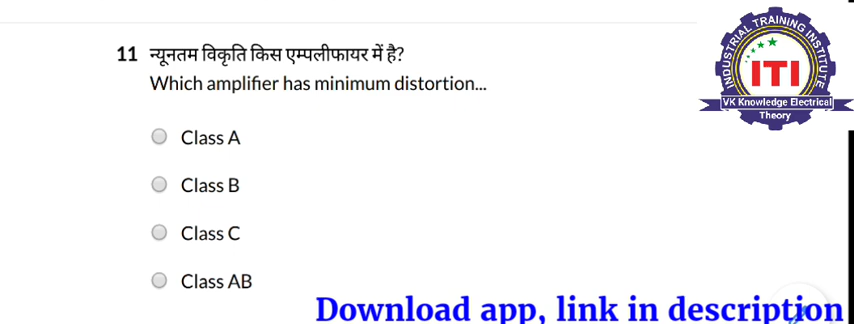 11 न्यूनतम विकृति किस एम्पलीफायर में है?
Which amplifier has minimum distortion...
Class A
Class B
Class C
Class AB
INDUSTRIAL TRAINING INSTITUTE
ITI
VK Knowledge Electrical
Theory
Download app, link in description